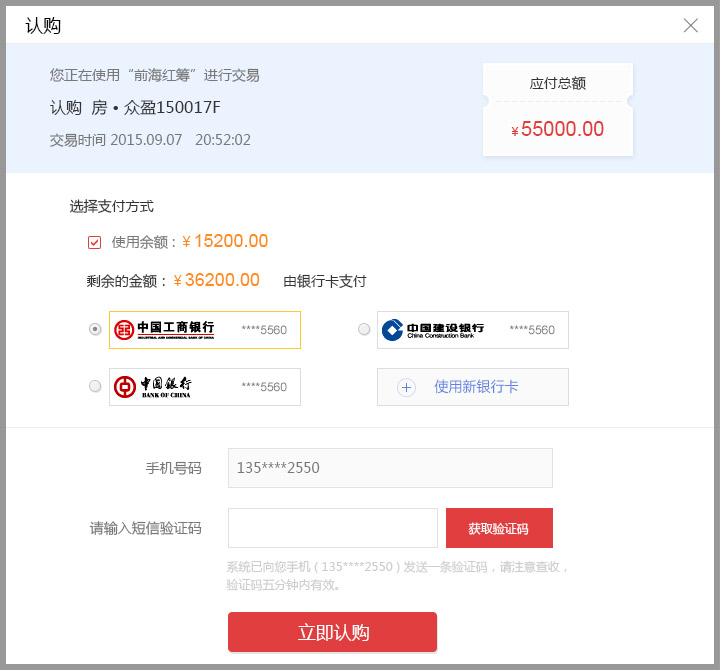 认购
您正在使用“前海红筹”进行交易
认购 房 • 众盈150017F
交易时间 2015.09.07 20:52:02
应付总额
¥55000.00
选择支付方式
使用余额：¥15200.00
剩余的金额：¥36200.00 由银行卡支付
中国工商银行 ****5560
INDUSTRIAL AND COMMERCIAL BANK OF CHINA
中国建设银行 ****5560
China Construction Bank
中国银行 ****5560
BANK OF CHINA
使用新银行卡
手机号码 135****2550
请输入短信验证码 获取验证码
系统已向您手机（135****2550）发送一条验证码，请注意查收，
验证码五分钟内有效。
立即认购